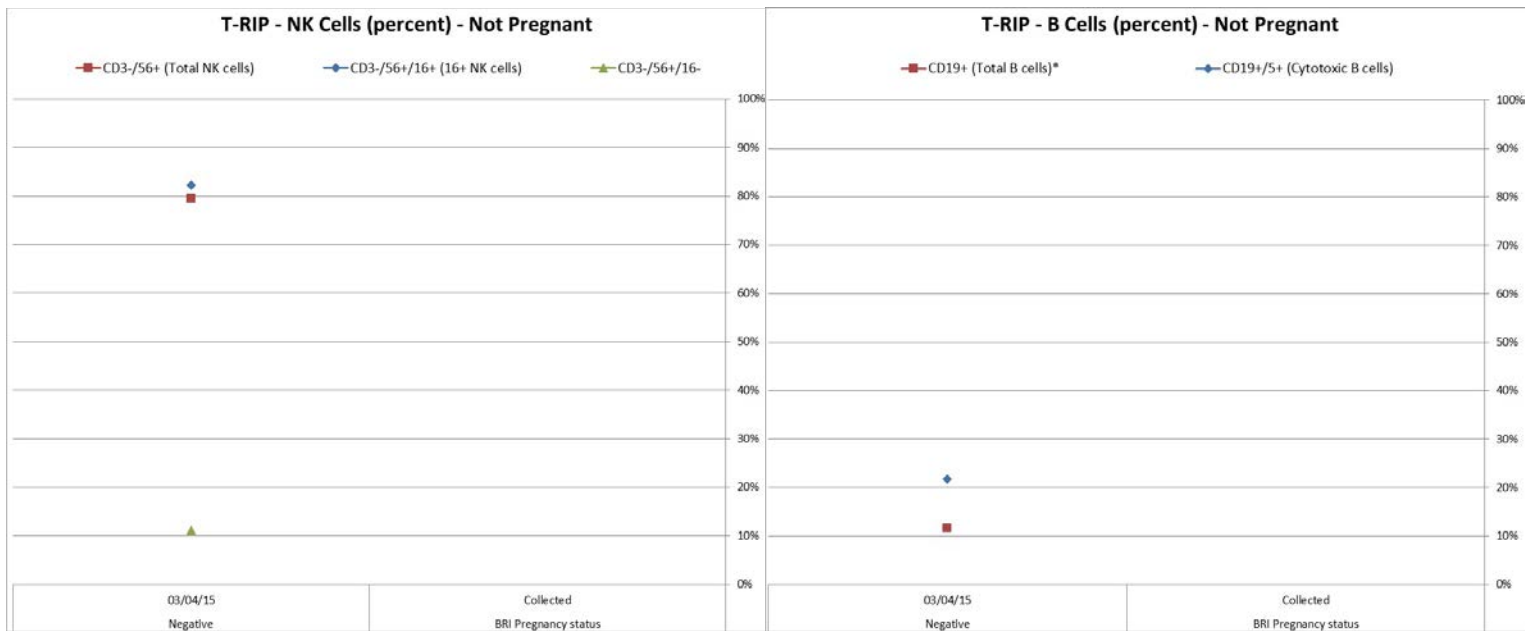 T-RIP - NK Cells (percent) - Not Pregnant
CD3-/56+ (Total NK cells)
CD3-/56+/16+ (16+ NK cells)
CD3-/56+/16-
100%
90%
80%
70%
60%
50%
40%
30%
20%
10%
0%
03/04/15
Collected
Negative
BRI Pregnancy status
T-RIP - B Cells (percent) - Not Pregnant
CD19+ (Total B cells)*
CD19+/5+ (Cytotoxic B cells)
100%
90%
80%
70%
60%
50%
40%
30%
20%
10%
0%
03/04/15
Collected
Negative
BRI Pregnancy status